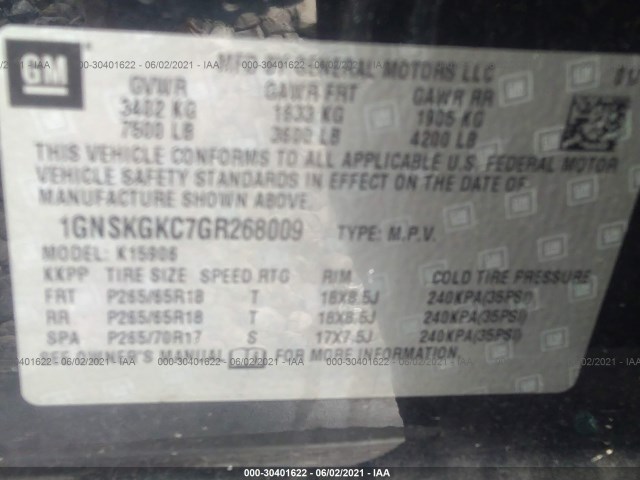 000-30401622 - 06/02/2021 - IAA
GM
MFD BY GENERAL MOTORS LLC
GVWR GAWR FRT GAWR RR
3402 KG 1633 KG 1905 KG
7500 LB 3600 LB 4200 LB
THIS VEHICLE CONFORMS TO ALL APPLICABLE U.S. FEDERAL MOTOR
VEHICLE SAFETY STANDARDS IN EFFECT ON THE DATE OF
MANUFACTURE SHOWN ABOVE.
1GNSKGKC7GR268009 TYPE: M.P.V.
MODEL: K15906
KKPP TIRE SIZE SPEED RTG RIM COLD TIRE PRESSURE
FRT P265/65R18 T 18X8.5J 240KPA(35PSI)
RR P265/65R18 T 18X8.5J 240KPA(35PSI)
SPA P265/70R17 S 17X7.5J 240KPA(35PSI)
SEE OWNER'S MANUAL FOR MORE INFORMATION.
000-30401622 - 06/02/2021 - IAA
000-30401622 - 06/02/2021 - IAA